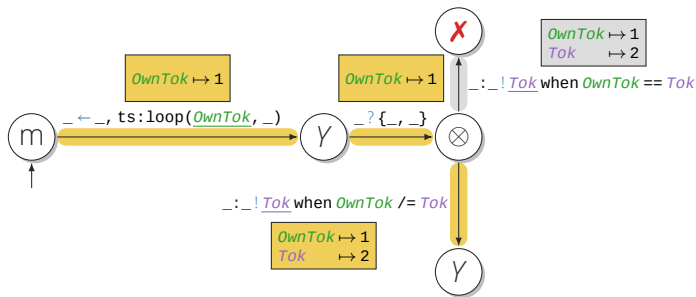 ✗
OwnTok ↦ 1
Tok ↦ 2
OwnTok ↦ 1
OwnTok ↦ 1
_:_!Tok when OwnTok == Tok
_ ← _, ts:loop(OwnTok,_)
_?{_,_}
m
Y
⊗
_:_!Tok when OwnTok /= Tok
OwnTok ↦ 1
Tok ↦ 2
Y